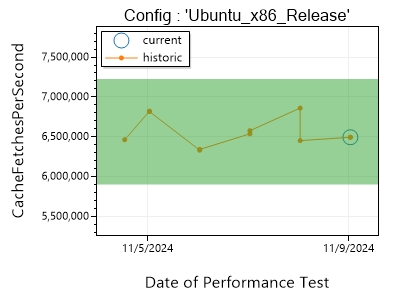 Config : 'Ubuntu_x86_Release'
current
historic
CacheFetchesPerSecond
7,500,000
7,000,000
6,500,000
6,000,000
5,500,000
11/5/2024
11/9/2024
Date of Performance Test